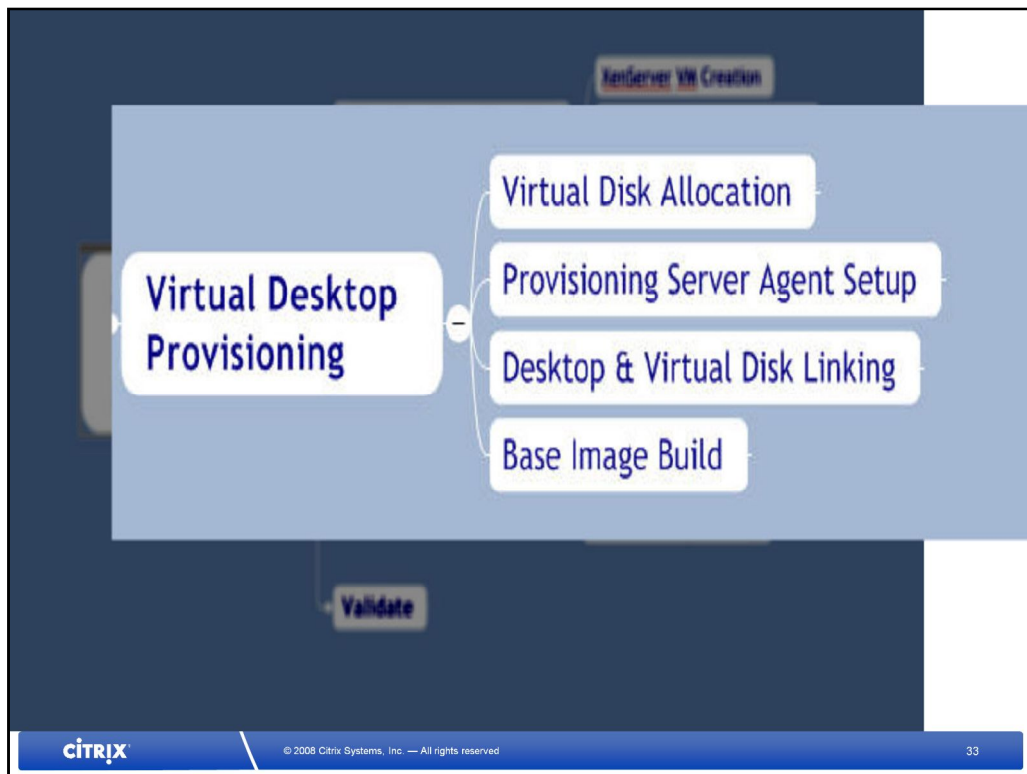 XenServer VM Creation
Virtual Desktop
Provisioning
Virtual Disk Allocation
Provisioning Server Agent Setup
Desktop & Virtual Disk Linking
Base Image Build
Validate
CITRIX
© 2008 Citrix Systems, Inc. — All rights reserved
33